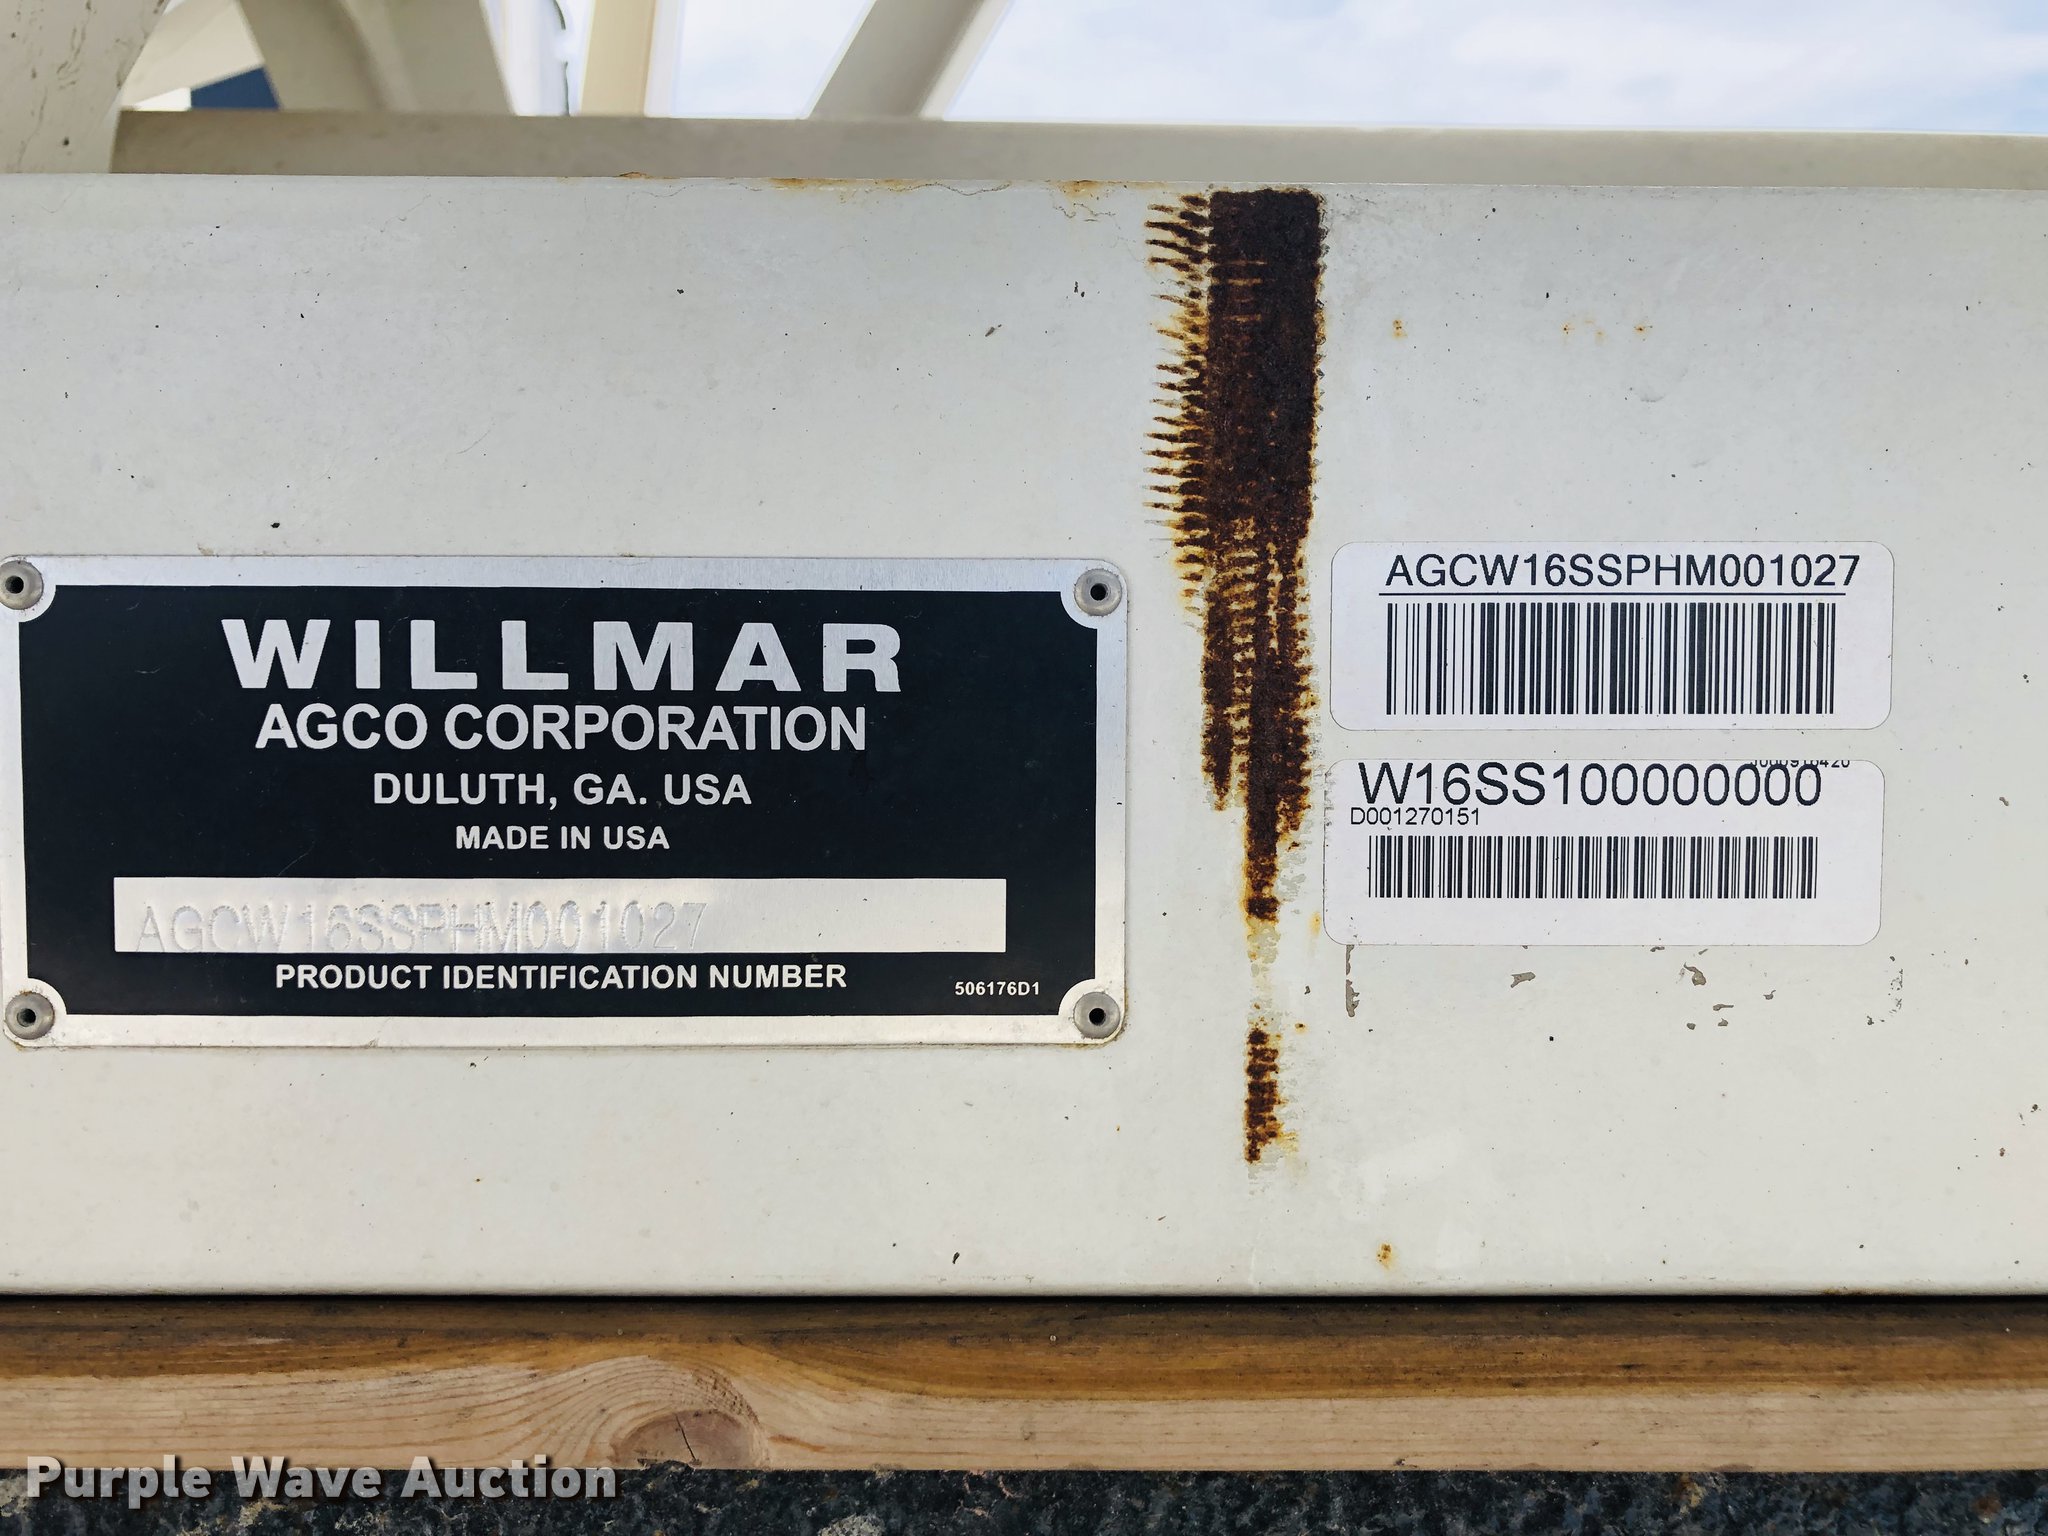 WILLMAR
AGCO CORPORATION
DULUTH, GA. USA
MADE IN USA
AGCW16SSPHM001027
PRODUCT IDENTIFICATION NUMBER
506176D1
AGCW16SSPHM001027
W16SS100000000
D001270151
Purple Wave Auction